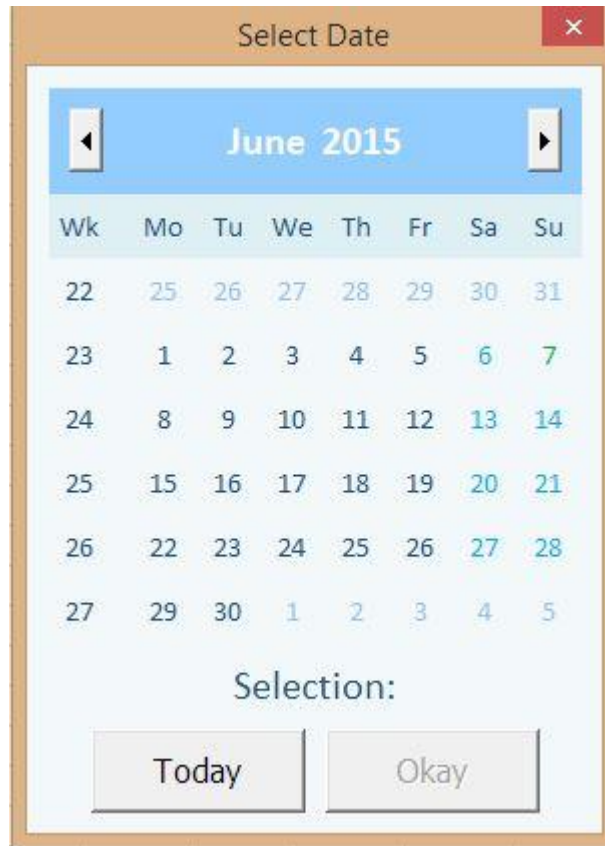 Select Date
June 2015
Wk Mo Tu We Th Fr Sa Su
22 25 26 27 28 29 30 31
23 1 2 3 4 5 6 7
24 8 9 10 11 12 13 14
25 15 16 17 18 19 20 21
26 22 23 24 25 26 27 28
27 29 30 1 2 3 4 5
Selection:
Today Okay